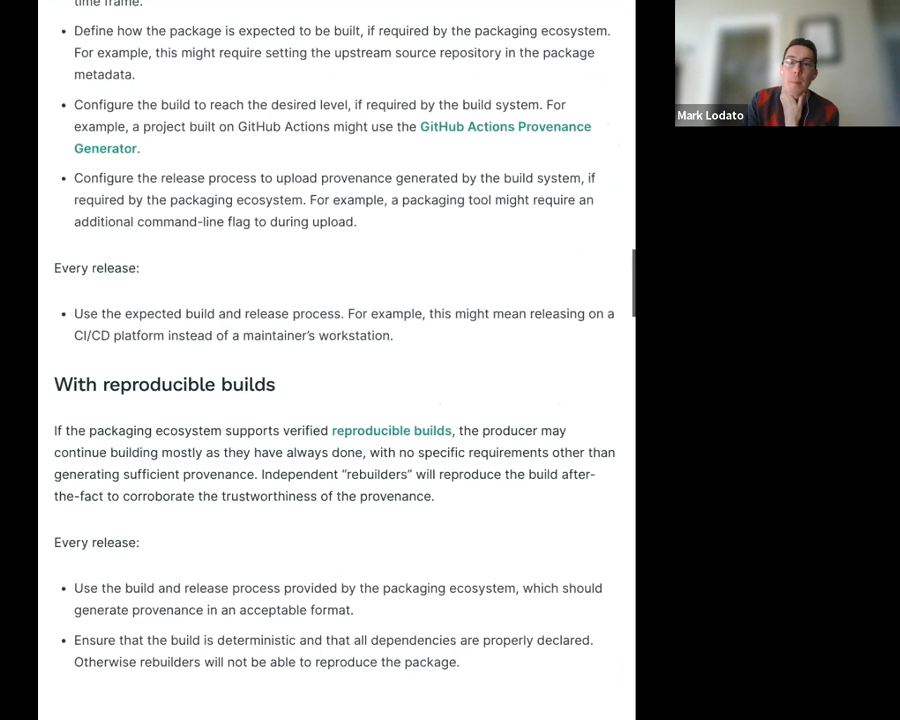 time frame.
• Define how the package is expected to be built, if required by the packaging ecosystem.
For example, this might require setting the upstream source repository in the package
metadata.
• Configure the build to reach the desired level, if required by the build system. For
example, a project built on GitHub Actions might use the GitHub Actions Provenance
Generator.
• Configure the release process to upload provenance generated by the build system, if
required by the packaging ecosystem. For example, a packaging tool might require an
additional command-line flag to during upload.
Every release:
• Use the expected build and release process. For example, this might mean releasing on a
CI/CD platform instead of a maintainer’s workstation.
With reproducible builds
If the packaging ecosystem supports verified reproducible builds, the producer may
continue building mostly as they have always done, with no specific requirements other than
generating sufficient provenance. Independent “rebuilders” will reproduce the build after-
the-fact to corroborate the trustworthiness of the provenance.
Every release:
• Use the build and release process provided by the packaging ecosystem, which should
generate provenance in an acceptable format.
• Ensure that the build is deterministic and that all dependencies are properly declared.
Otherwise rebuilders will not be able to reproduce the package.
Mark Lodato